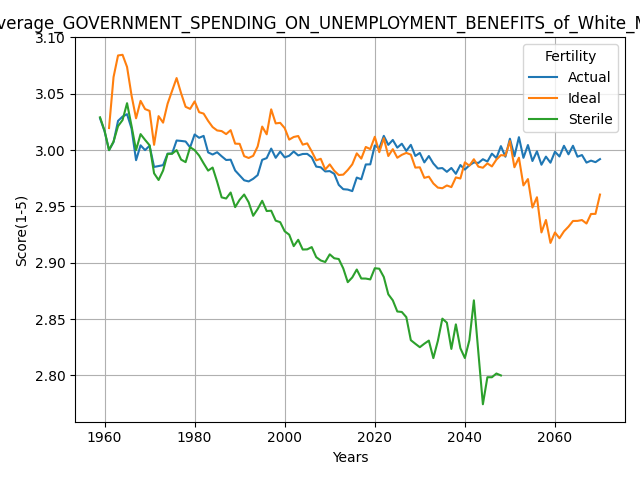 verage_GOVERNMENT_SPENDING_ON_UNEMPLOYMENT_BENEFITS_of_White_M
3.10
3.05
3.00
2.95
2.90
2.85
2.80
Score(1-5)
Fertility
Actual
Ideal
Sterile
1960 1980 2000 2020 2040 2060
Years